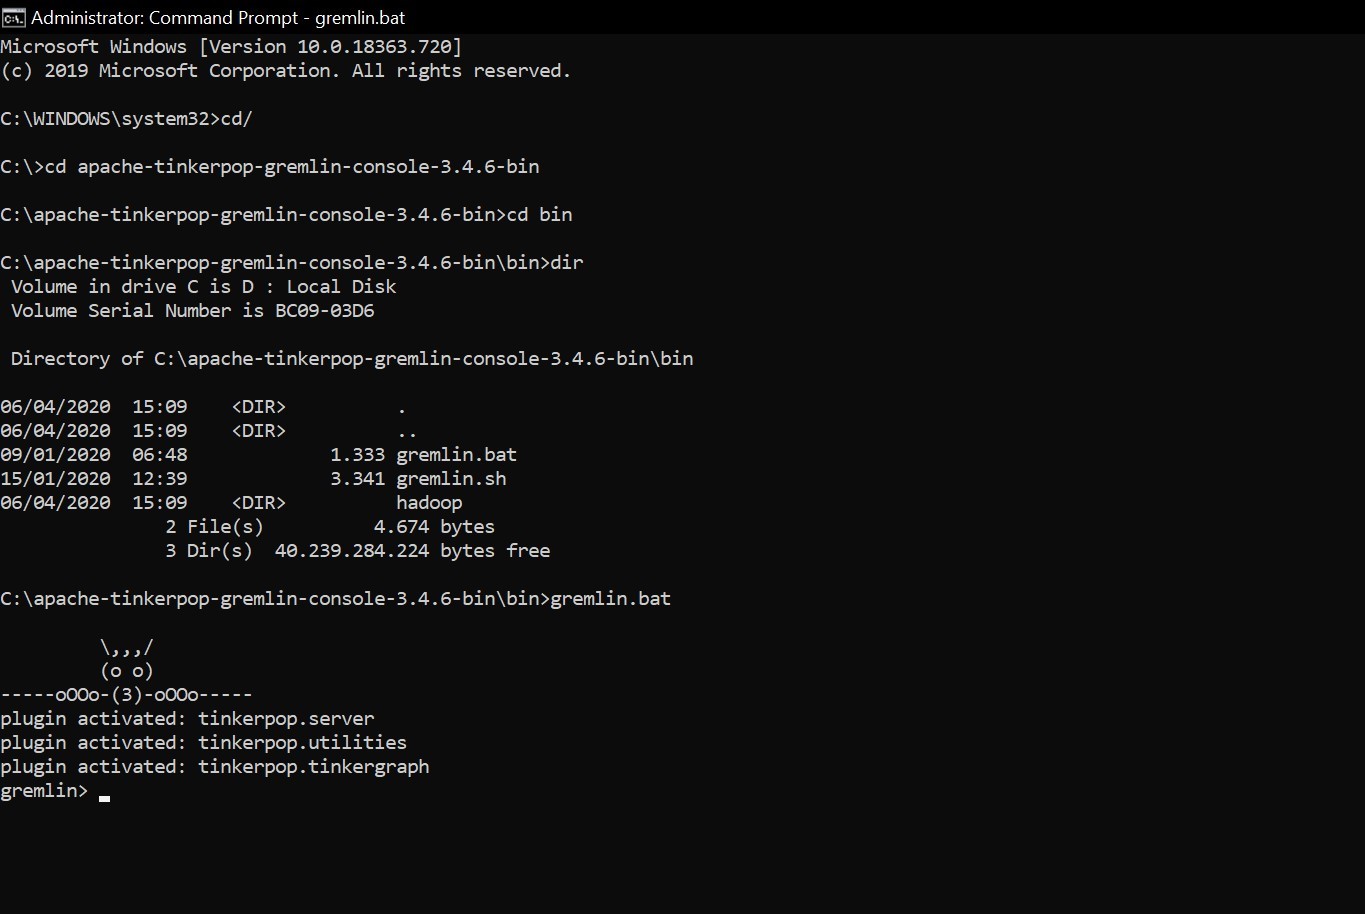 Administrator: Command Prompt - gremlin.bat
Microsoft Windows [Version 10.0.18363.720]
(c) 2019 Microsoft Corporation. All rights reserved.
C:\WINDOWS\system32>cd/
C:\>cd apache-tinkerpop-gremlin-console-3.4.6-bin
C:\apache-tinkerpop-gremlin-console-3.4.6-bin>cd bin
C:\apache-tinkerpop-gremlin-console-3.4.6-bin\bin>dir
 Volume in drive C is D : Local Disk
 Volume Serial Number is BC09-03D6
 Directory of C:\apache-tinkerpop-gremlin-console-3.4.6-bin\bin
06/04/2020  15:09    <DIR>          .
06/04/2020  15:09    <DIR>          ..
09/01/2020  06:48             1.333 gremlin.bat
15/01/2020  12:39             3.341 gremlin.sh
06/04/2020  15:09    <DIR>          hadoop
               2 File(s)          4.674 bytes
               3 Dir(s)  40.239.284.224 bytes free
C:\apache-tinkerpop-gremlin-console-3.4.6-bin\bin>gremlin.bat
         \,,,/
         (o o)
-----oOOo-(3)-oOOo-----
plugin activated: tinkerpop.server
plugin activated: tinkerpop.utilities
plugin activated: tinkerpop.tinkergraph
gremlin>